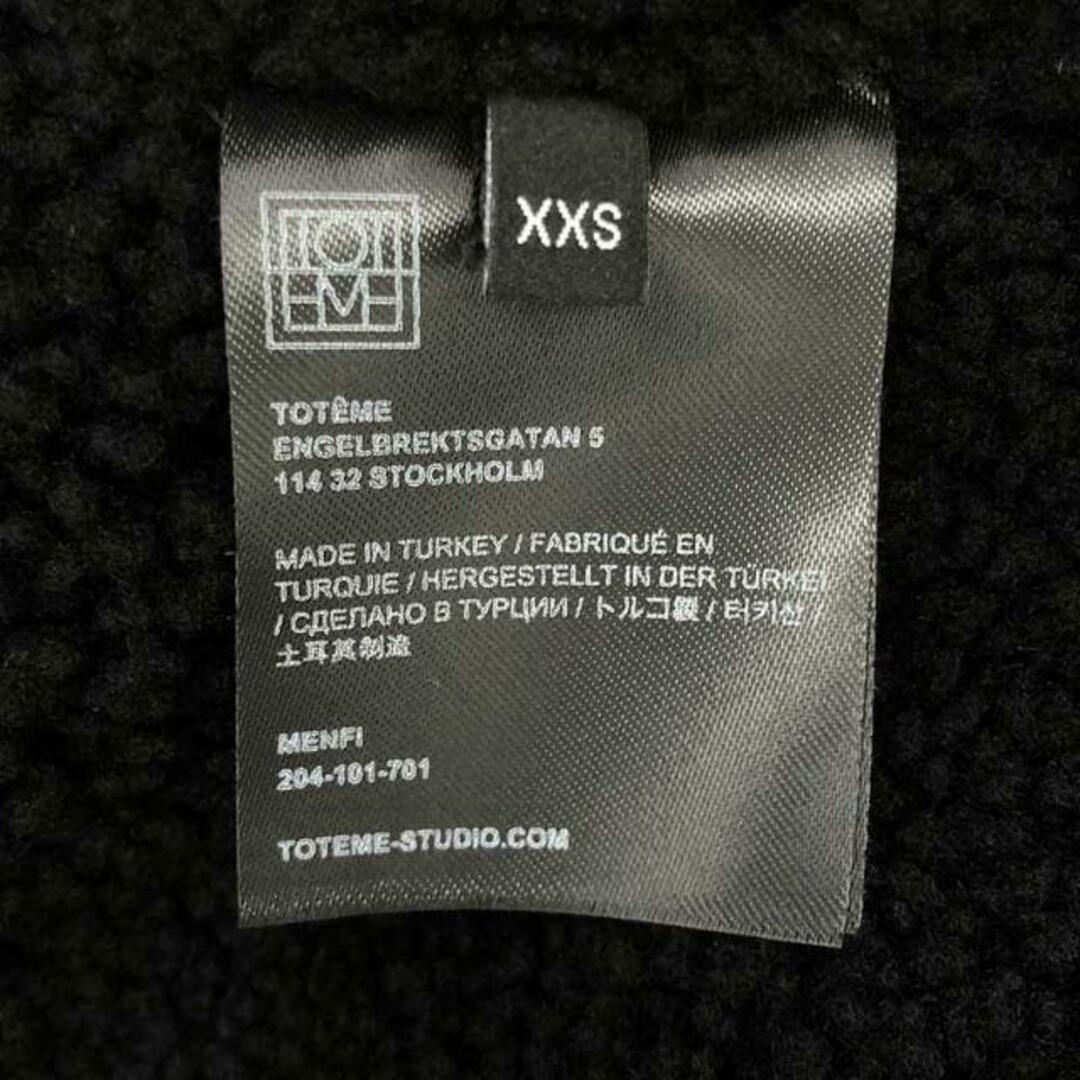 XXS
TOTEME
TOTÊME
ENGELBREKTSGATAN 5
114 32 STOCKHOLM
MADE IN TURKEY / FABRIQUÉ EN
TURQUIE / HERGESTELLT IN DER TÜRKEI
/ СДЕЛАНО В ТУРЦИИ / トルコ製 / 터키산
土耳其制造
MENFI
204-101-701
TOTEME-STUDIO.COM